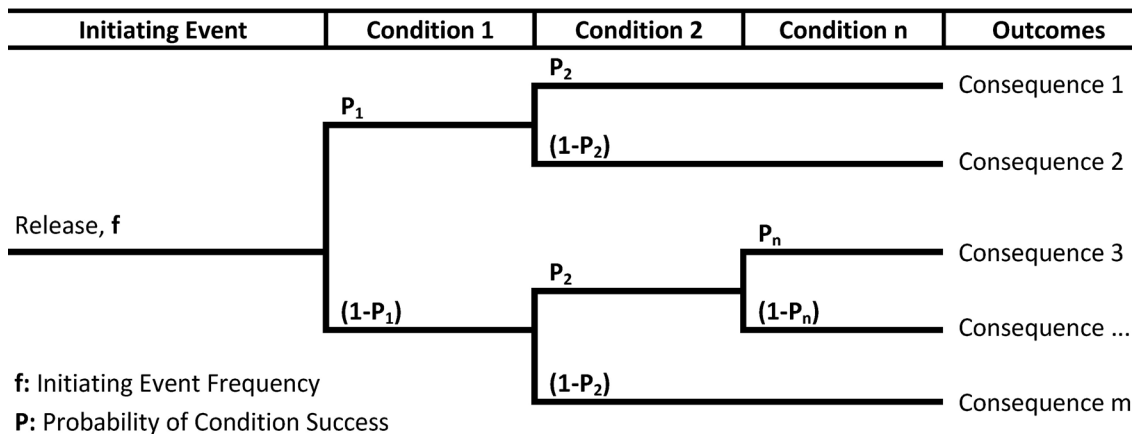 Initiating Event Condition 1 Condition 2 Condition n Outcomes
P₂
Consequence 1
P₁
(1-P₂)
Consequence 2
Release, f
Pₙ
Consequence 3
P₂
(1-P₁)
(1-Pₙ)
Consequence ...
f: Initiating Event Frequency
(1-P₂)
Consequence m
P: Probability of Condition Success